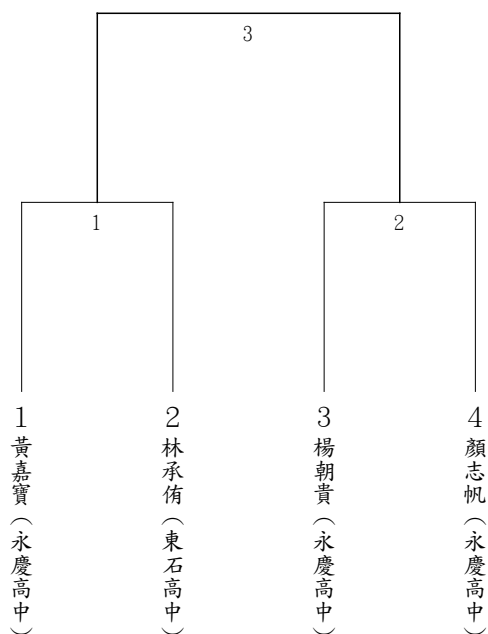 3
1
2
1 黃嘉寶（永慶高中）
2 林承侑（東石高中）
3 楊朝貴（永慶高中）
4 顏志帆（永慶高中）